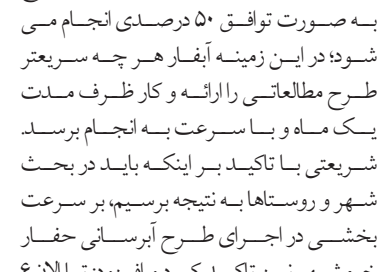 به صورت توافق ۵۰ درصدی انجام می
شود؛ در این زمینه آبفار هر چه سریعتر
طرح مطالعاتی را ارائه و کار ظرف مدت
یک ماه و با سرعت به انجام برسد.
شریعتی با تاکید بر اینکه باید در بحث
شهر و روستاها به نتیجه برسیم، بر سرعت
بخشی در اجرای طرح آبرسانی حفار